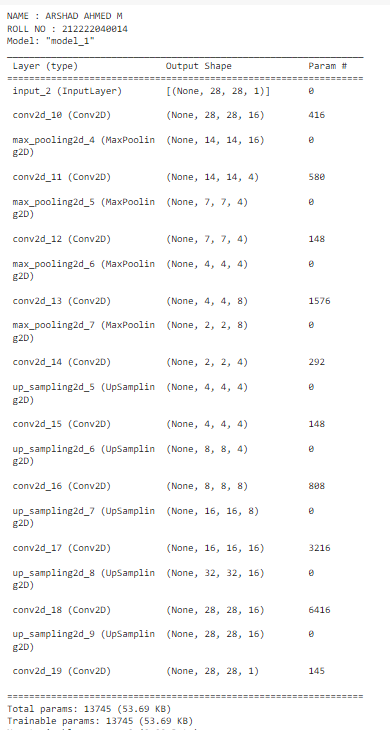 NAME : ARSHAD AHMED M
ROLL NO : 212222040014
Model: "model_1"
Layer (type) Output Shape Param #
input_2 (InputLayer) [(None, 28, 28, 1)] 0
conv2d_10 (Conv2D) (None, 28, 28, 16) 416
max_pooling2d_4 (MaxPoolin (None, 14, 14, 16) 0
g2D)
conv2d_11 (Conv2D) (None, 14, 14, 4) 580
max_pooling2d_5 (MaxPoolin (None, 7, 7, 4) 0
g2D)
conv2d_12 (Conv2D) (None, 7, 7, 4) 148
max_pooling2d_6 (MaxPoolin (None, 4, 4, 4) 0
g2D)
conv2d_13 (Conv2D) (None, 4, 4, 8) 1576
max_pooling2d_7 (MaxPoolin (None, 2, 2, 8) 0
g2D)
conv2d_14 (Conv2D) (None, 2, 2, 4) 292
up_sampling2d_5 (UpSamplin (None, 4, 4, 4) 0
g2D)
conv2d_15 (Conv2D) (None, 4, 4, 4) 148
up_sampling2d_6 (UpSamplin (None, 8, 8, 4) 0
g2D)
conv2d_16 (Conv2D) (None, 8, 8, 8) 808
up_sampling2d_7 (UpSamplin (None, 16, 16, 8) 0
g2D)
conv2d_17 (Conv2D) (None, 16, 16, 16) 3216
up_sampling2d_8 (UpSamplin (None, 32, 32, 16) 0
g2D)
conv2d_18 (Conv2D) (None, 28, 28, 16) 6416
up_sampling2d_9 (UpSamplin (None, 28, 28, 16) 0
g2D)
conv2d_19 (Conv2D) (None, 28, 28, 1) 145
Total params: 13745 (53.69 KB)
Trainable params: 13745 (53.69 KB)